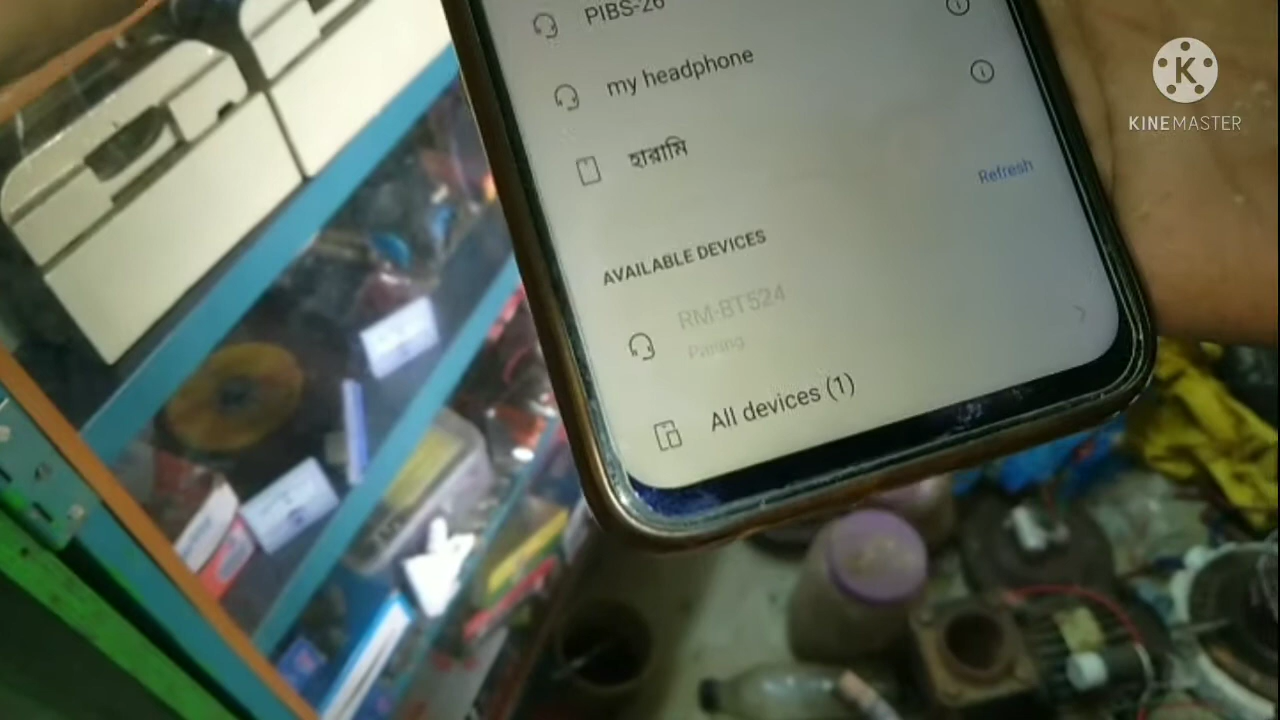 PIBS-26
my headphone
হারামি
Refresh
AVAILABLE DEVICES
RM-BT524
Pairing
All devices (1)
K
KINEMASTER